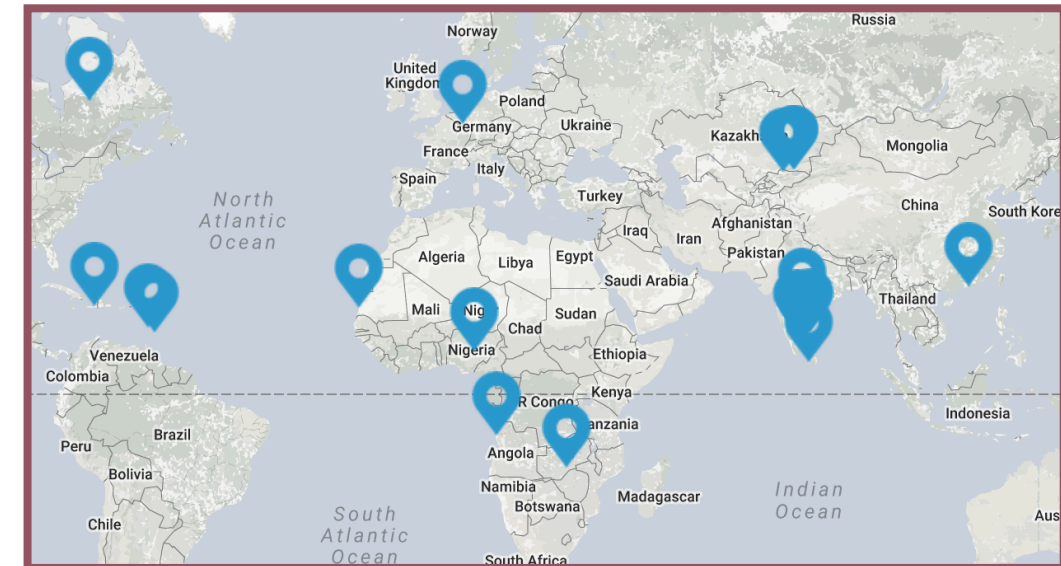 Russia
Norway
United
Kingdom
Poland
Germany
Ukraine
Kazakh
Mongolia
France
Italy
Spain
Turkey
China
South Kore
Afghanistan
North
Atlantic
Ocean
Iraq
Iran
Pakistan
Algeria
Libya
Egypt
Saudi Arabia
Thailand
Mali
Nig
Sudan
Chad
Nigeria
Ethiopia
Venezuela
Colombia
Kenya
R Congo
anzania
Indonesia
Brazil
Peru
Angola
Bolivia
Namibia
Botswana
Madagascar
Indian
Ocean
South
Atlantic
Ocean
Chile
Aus
South Africa